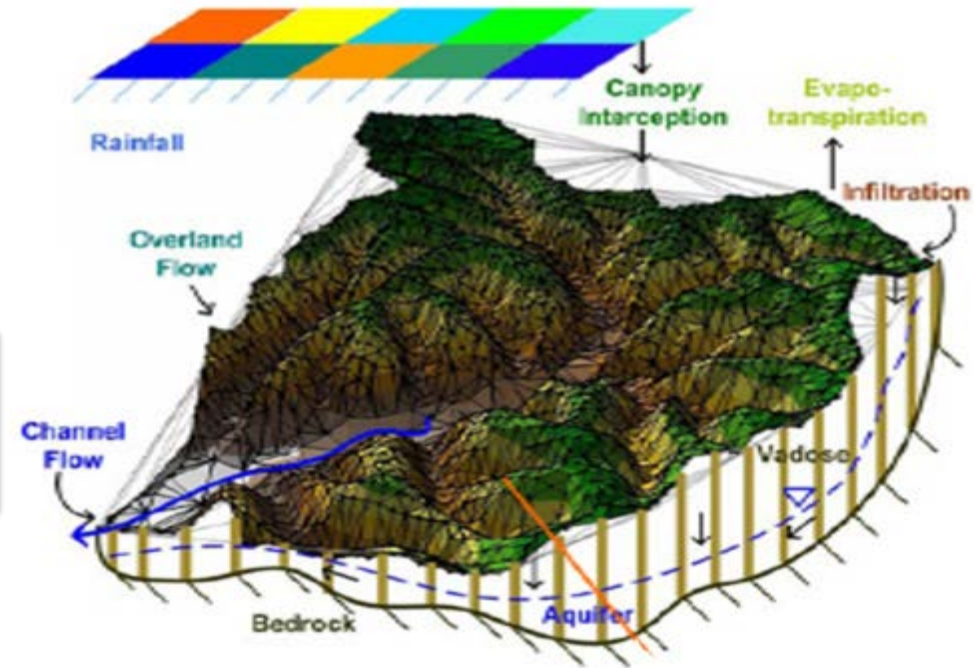 Canopy
Interception
Evapo-
transpiration
Rainfall
Infiltration
Overland
Flow
Channel
Flow
Vadose
Aquifer
Bedrock